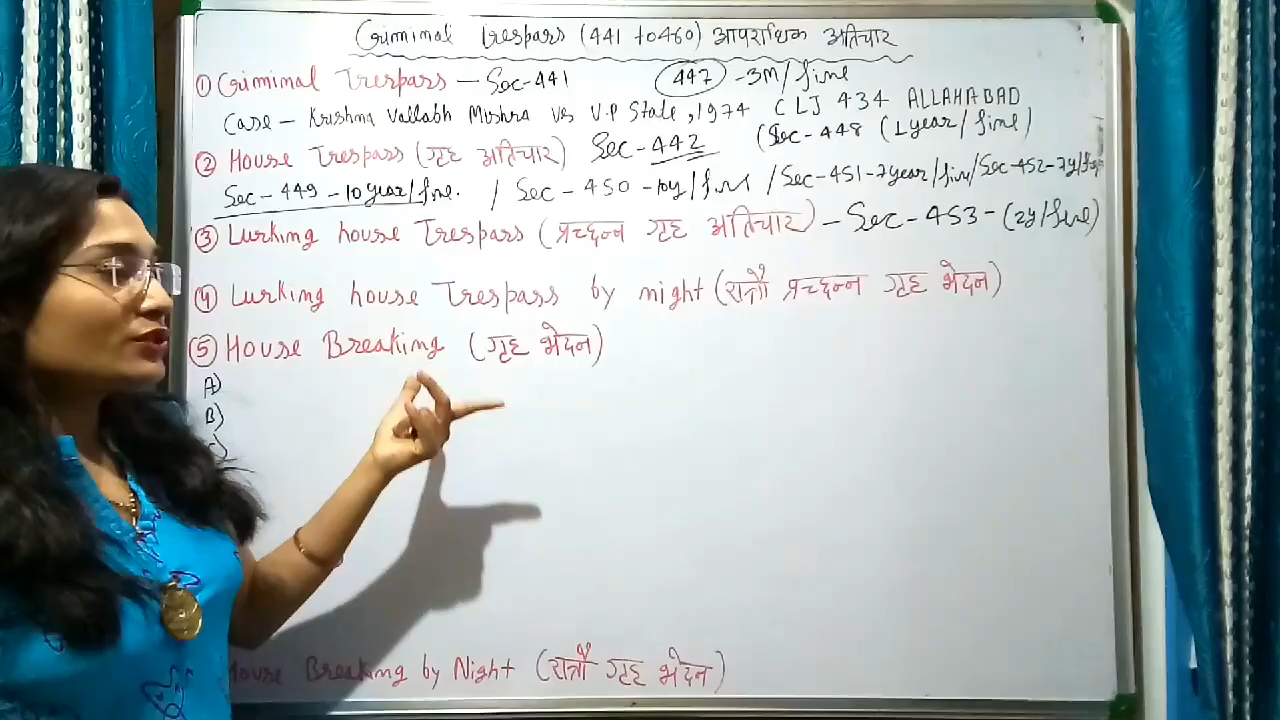 Criminal Trespass (441 to 460) आपराधिक अतिचार
① Criminal Trespass - Sec-441 447 -3M/fine
Case - Krishna Vallabh Mishra vs U.P State, 1974 CLJ 434 ALLAHABAD
② House Trespass (गृह अतिचार) Sec-442 (Sec-448 (1year/fine)
Sec-449-10year/fine. / Sec-450-10y/fine /Sec-451-7year/fine/Sec-452-7y/fine
③ Lurking house Trespass (प्रच्छन्न गृह अतिचार) - Sec-453-(2y/fine)
④ Lurking house Trespass by night (रात्रौ प्रच्छन्न गृह भेदन)
⑤ House Breaking (गृह भेदन)
A)
B)
C)
House Breaking by Night (रात्रौ गृह भेदन)